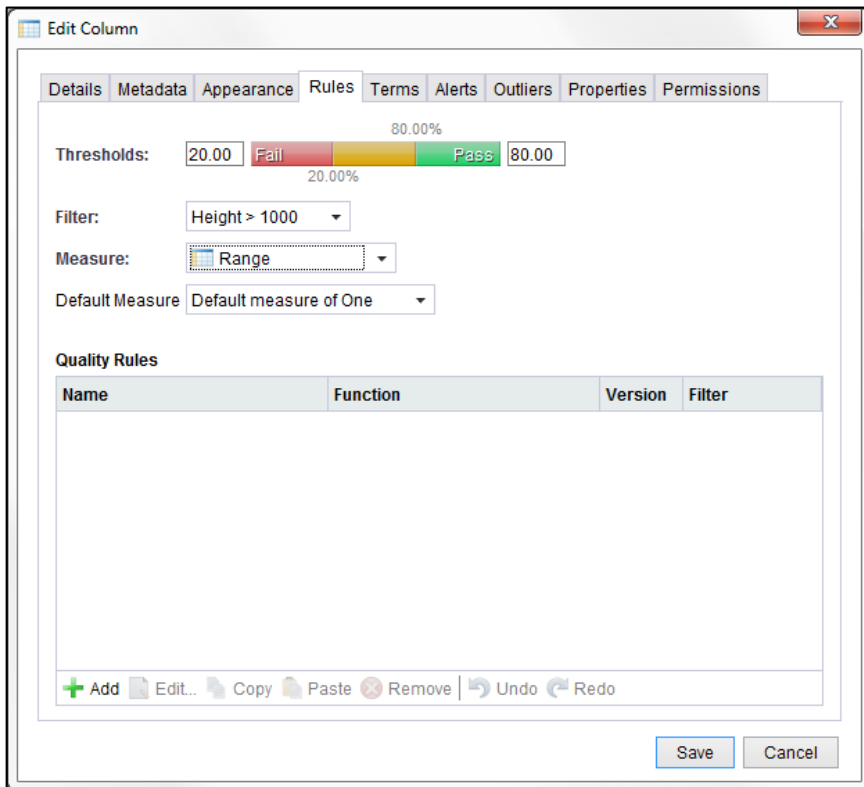 Edit Column
Details Metadata Appearance Rules Terms Alerts Outliers Properties Permissions
80.00%
Thresholds: 20.00 Fail Pass 80.00
20.00%
Filter: Height > 1000
Measure: Range
Default Measure Default measure of One
Quality Rules
Name Function Version Filter
Add Edit... Copy Paste Remove Undo Redo
Save Cancel